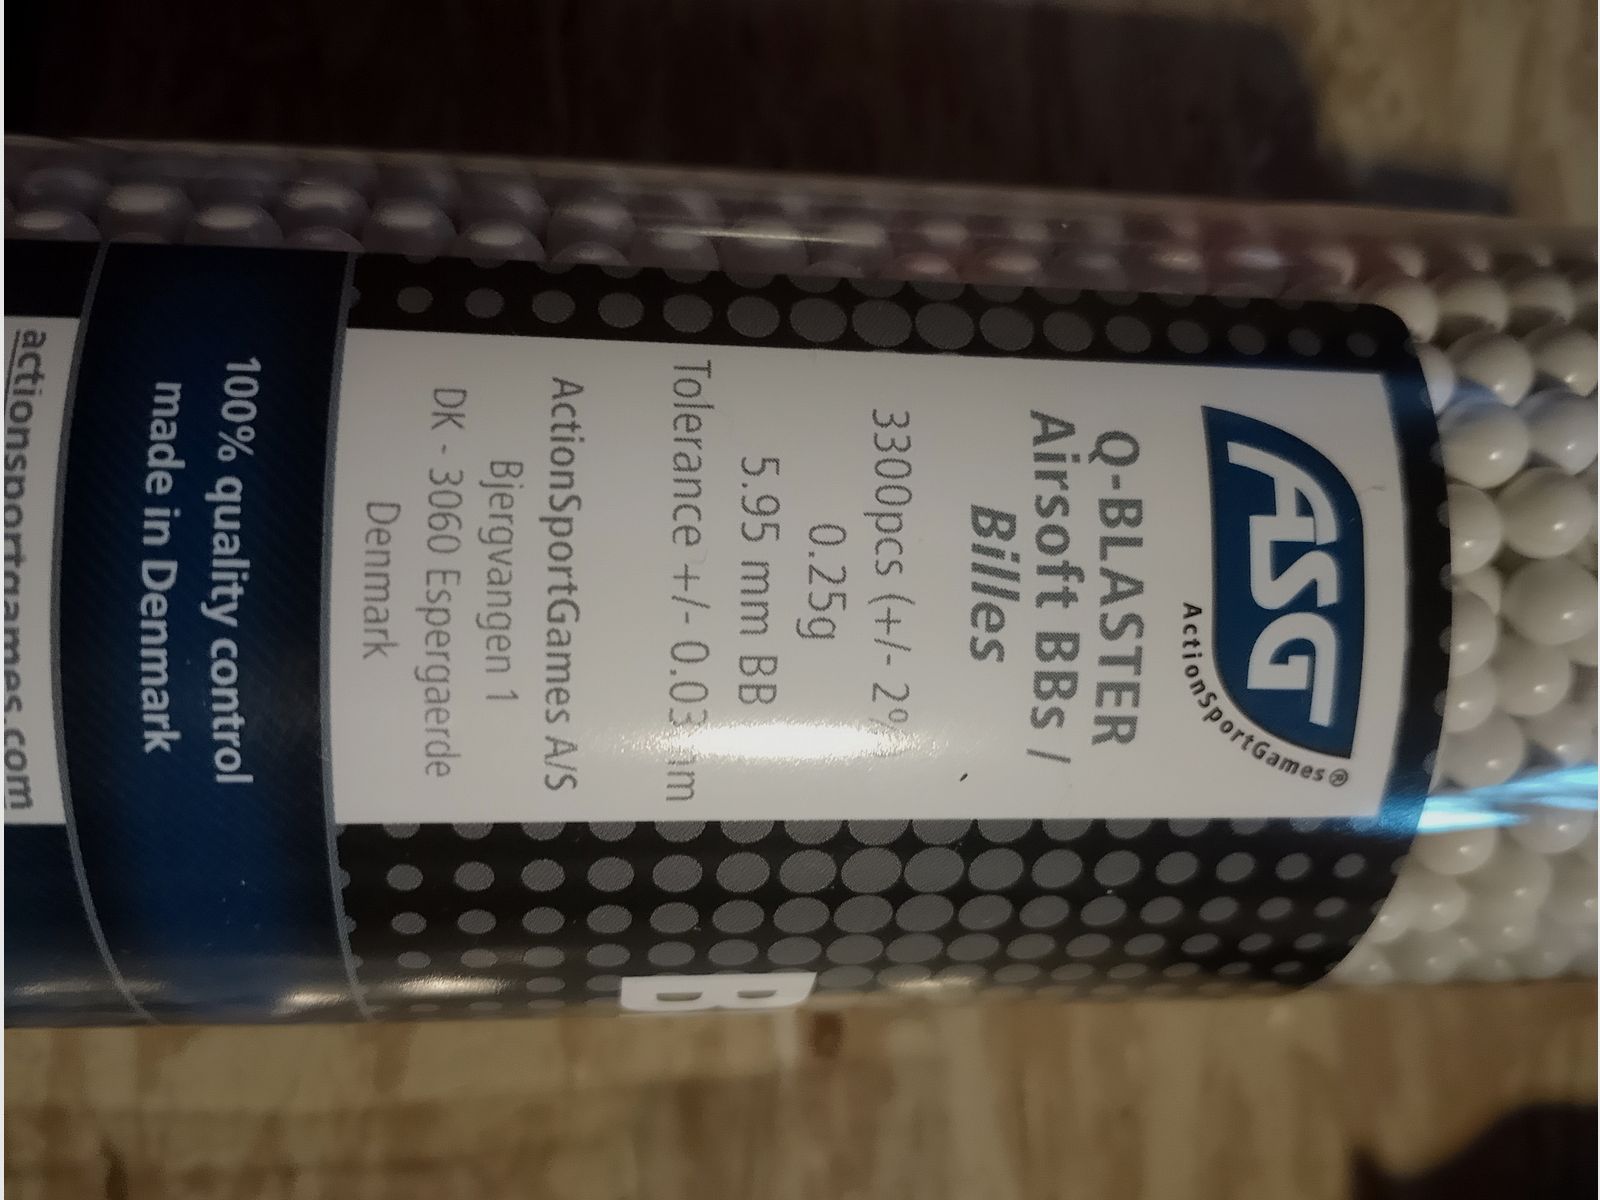 ASG
ActionSportGames®
Q-BLASTER
Airsoft BBs /
Billes
3300pcs (+/- 2%
0.25g
5.95 mm BB
Tolerance +/- 0.03
ActionSportGames A/S
Bjergvangen 1
DK - 3060 Espergaerde
Denmark
100% quality control
made in Denmark
actionsportgames.com
B